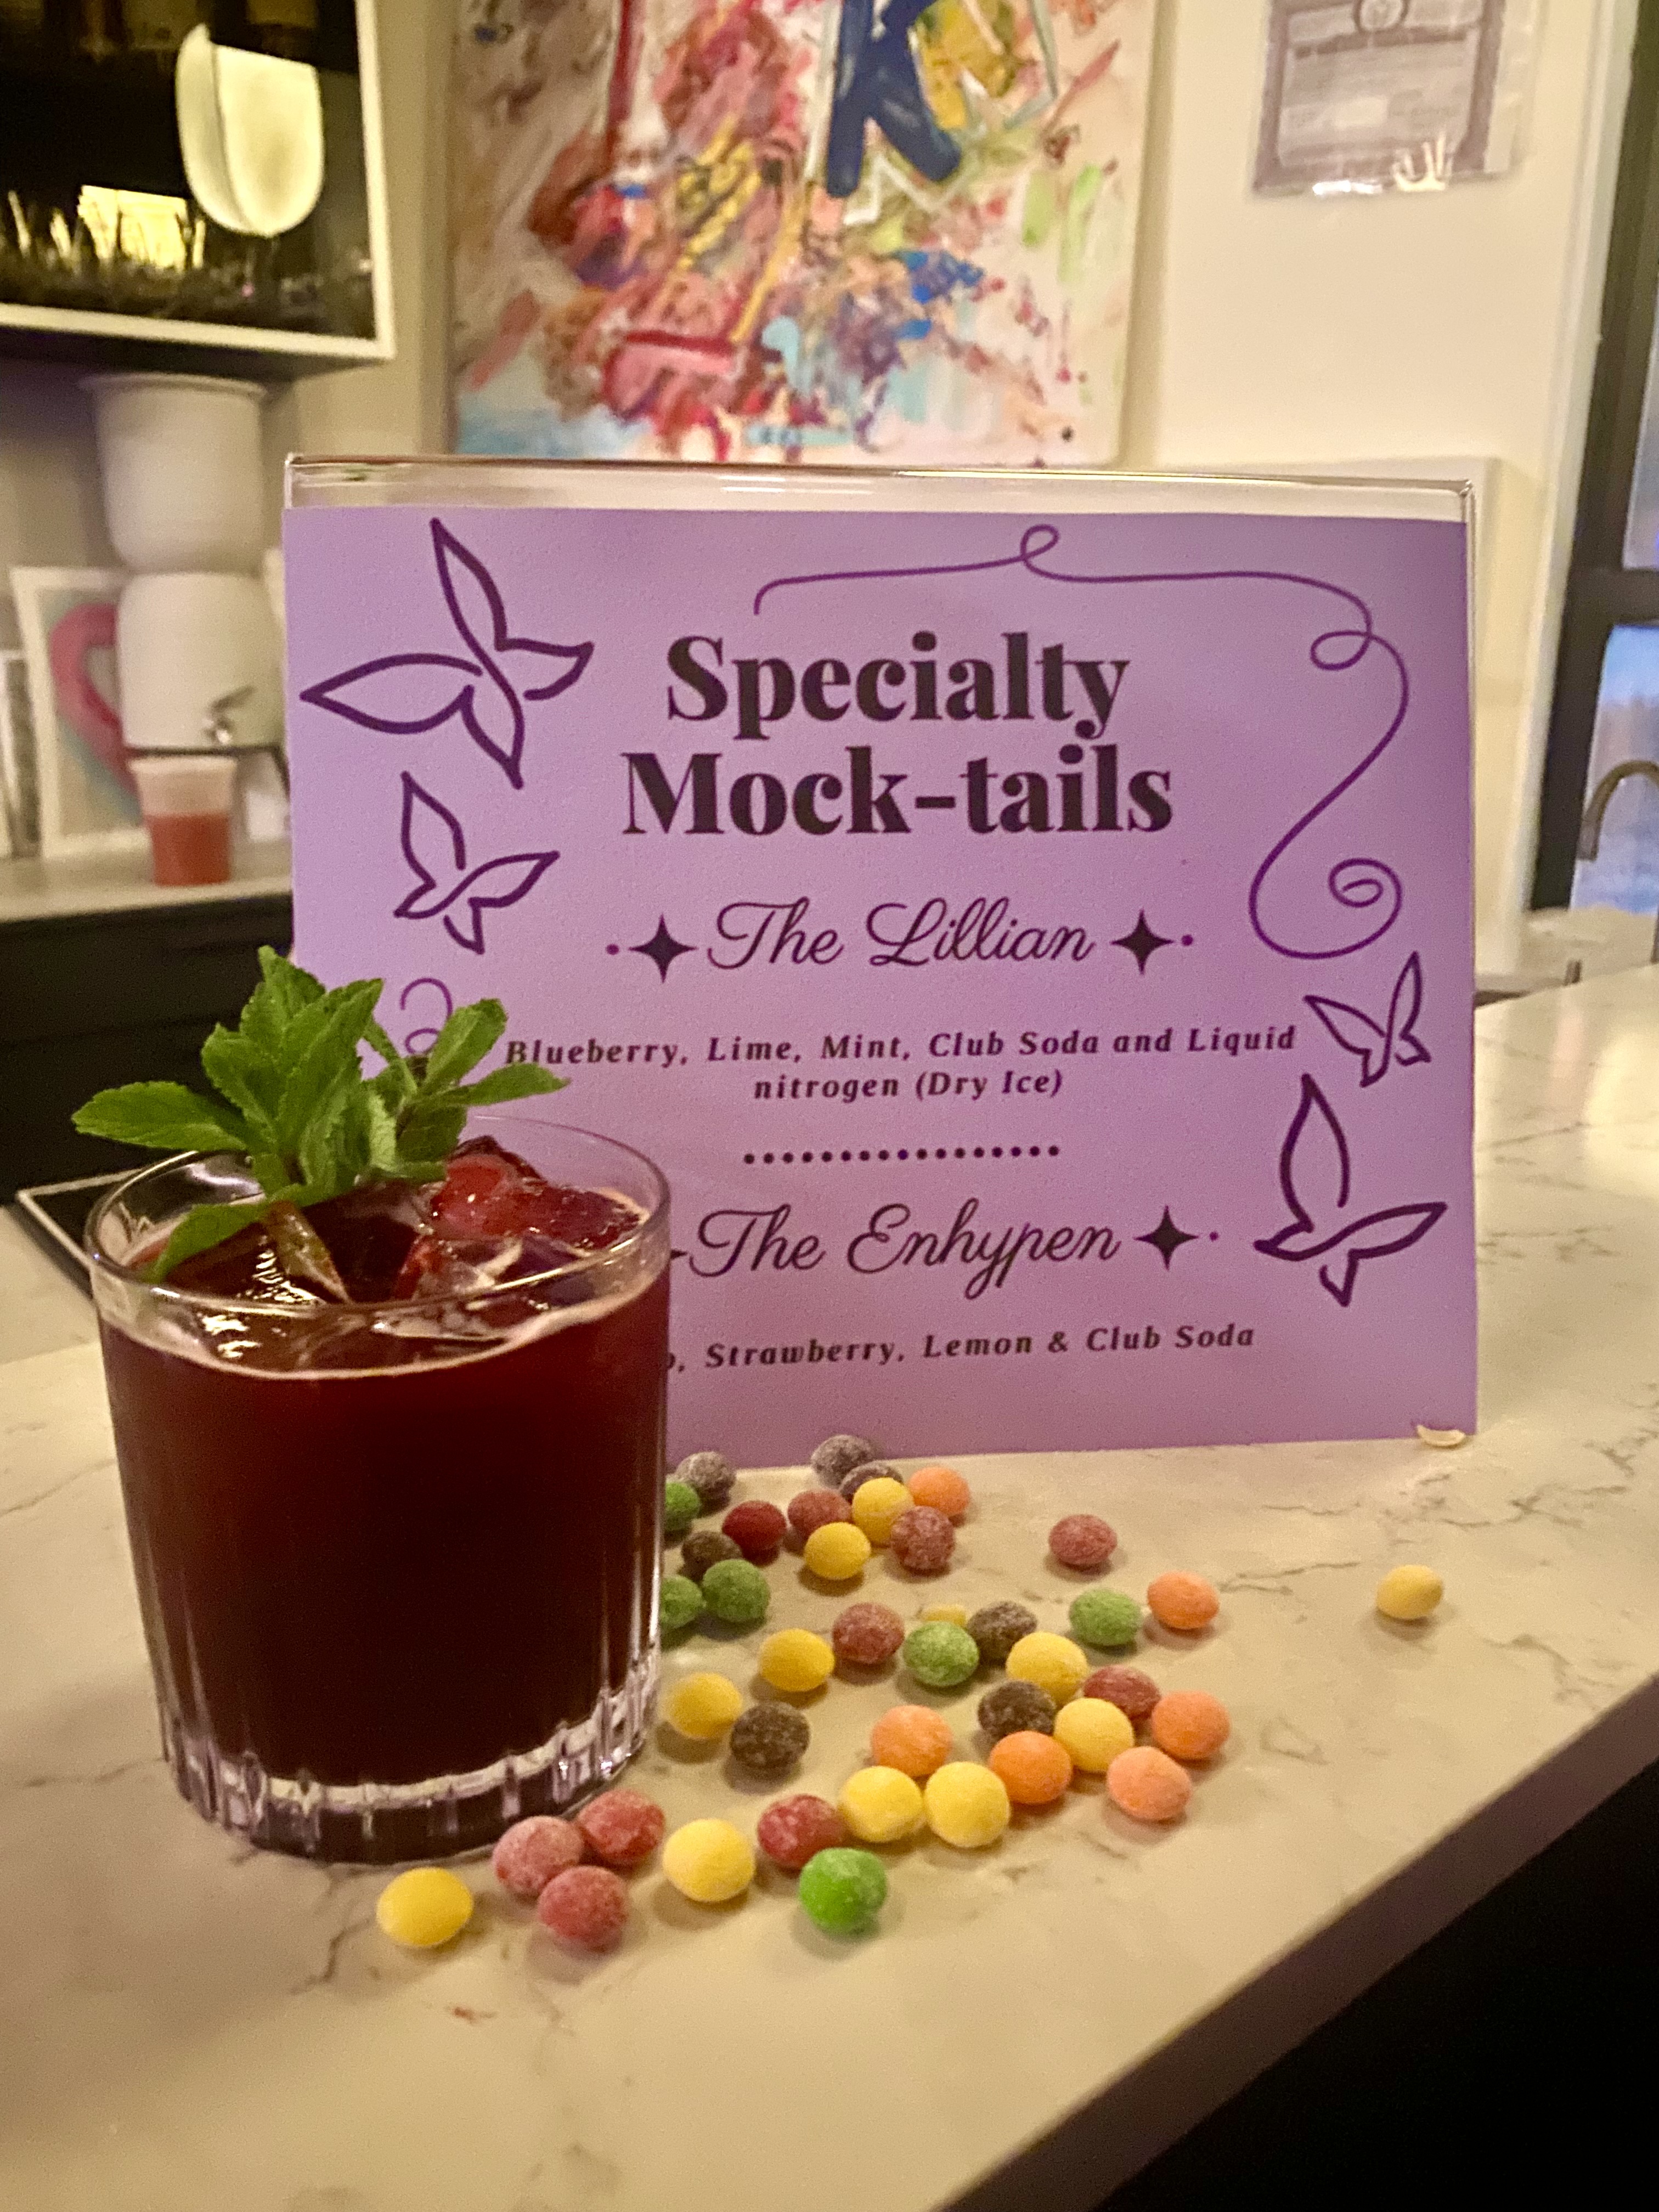 Specialty
Mock-tails
The Lillian
Blueberry, Lime, Mint, Club Soda and Liquid
nitrogen (Dry Ice)
The Enhypen
Strawberry, Lemon & Club Soda